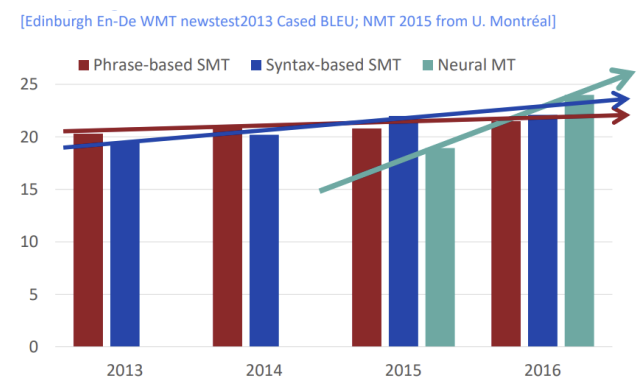 [Edinburgh En-De WMT newstest2013 Cased BLEU; NMT 2015 from U. Montréal]
Phrase-based SMT Syntax-based SMT Neural MT
25
20
15
10
5
0
2013 2014 2015 2016